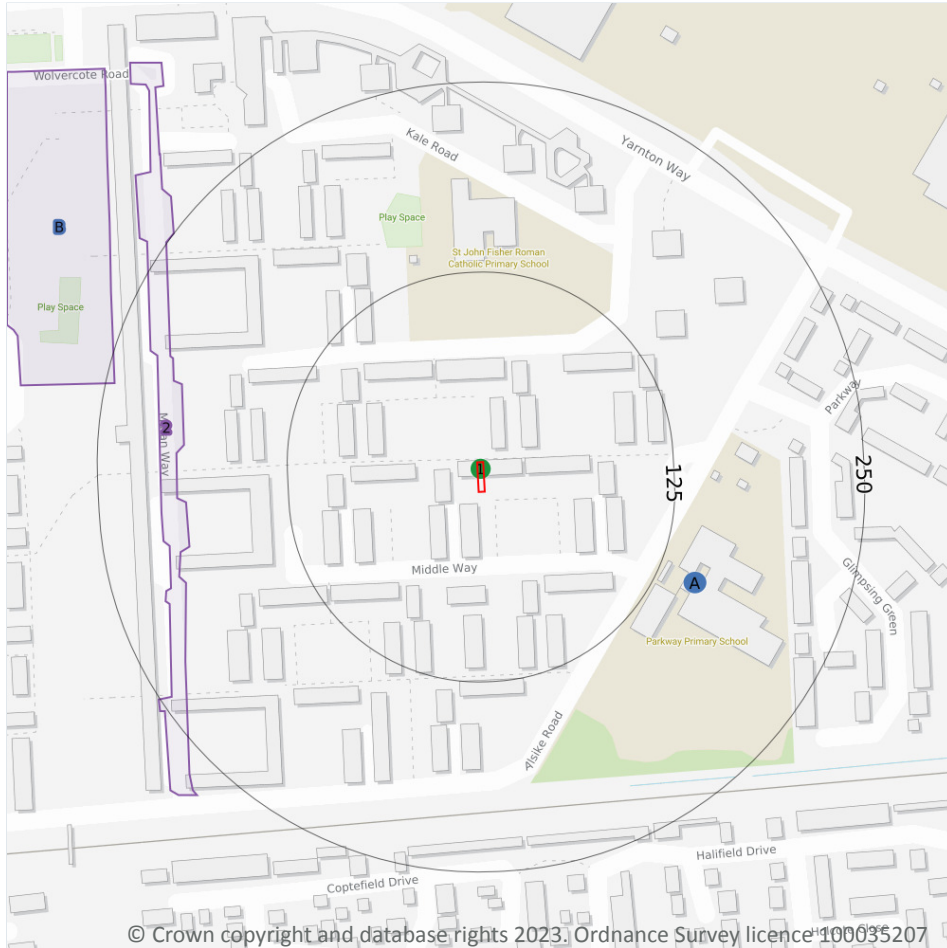 Wolvercote Road
Kale Road
Yarnton Way
B
Play Space
St John Fisher Roman
Catholic Primary School
Play Space
Parkway
2
Way
1
125
250
Middle Way
A
Glimpsing Green
Parkway Primary School
Alsike Road
Halifield Drive
Coptefield Drive
© Crown copyright and database rights 2023. Ordnance Survey licence 100035207